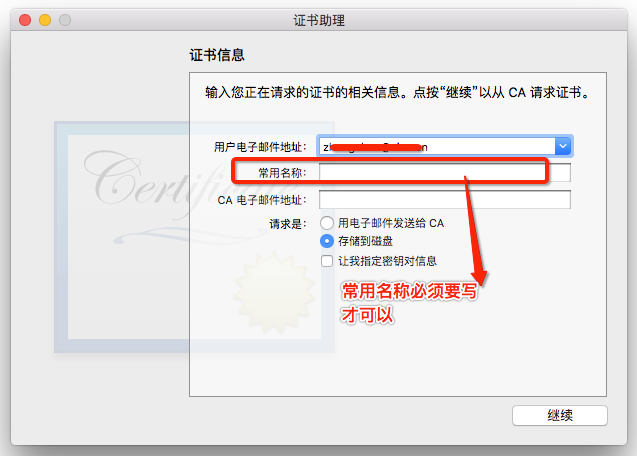 证书助理
证书信息
输入您正在请求的证书的相关信息。点按“继续”以从 CA 请求证书。
用户电子邮件地址：
常用名称：
CA 电子邮件地址：
请求是：
用电子邮件发送给 CA
存储到磁盘
让我指定密钥对信息
常用名称必须要写
才可以
Certificate
继续